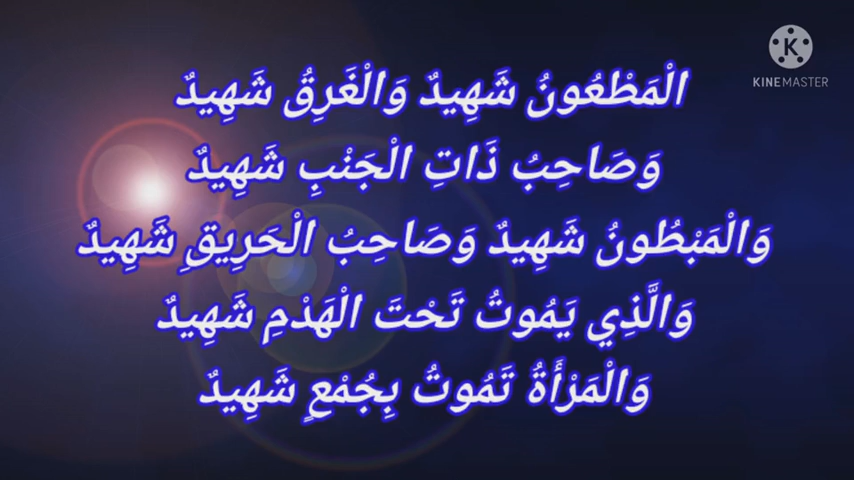 الْمَطْعُونُ شَهِيدٌ وَالْغَرِقُ شَهِيدٌ
وَصَاحِبُ ذَاتِ الْجَنْبِ شَهِيدٌ
وَالْمَبْطُونُ شَهِيدٌ وَصَاحِبُ الْحَرِيقِ شَهِيدٌ
وَالَّذِي يَمُوتُ تَحْتَ الْهَدْمِ شَهِيدٌ
وَالْمَرْأَةُ تَمُوتُ بِجُمْعٍ شَهِيدٌ
K
KINEMASTER